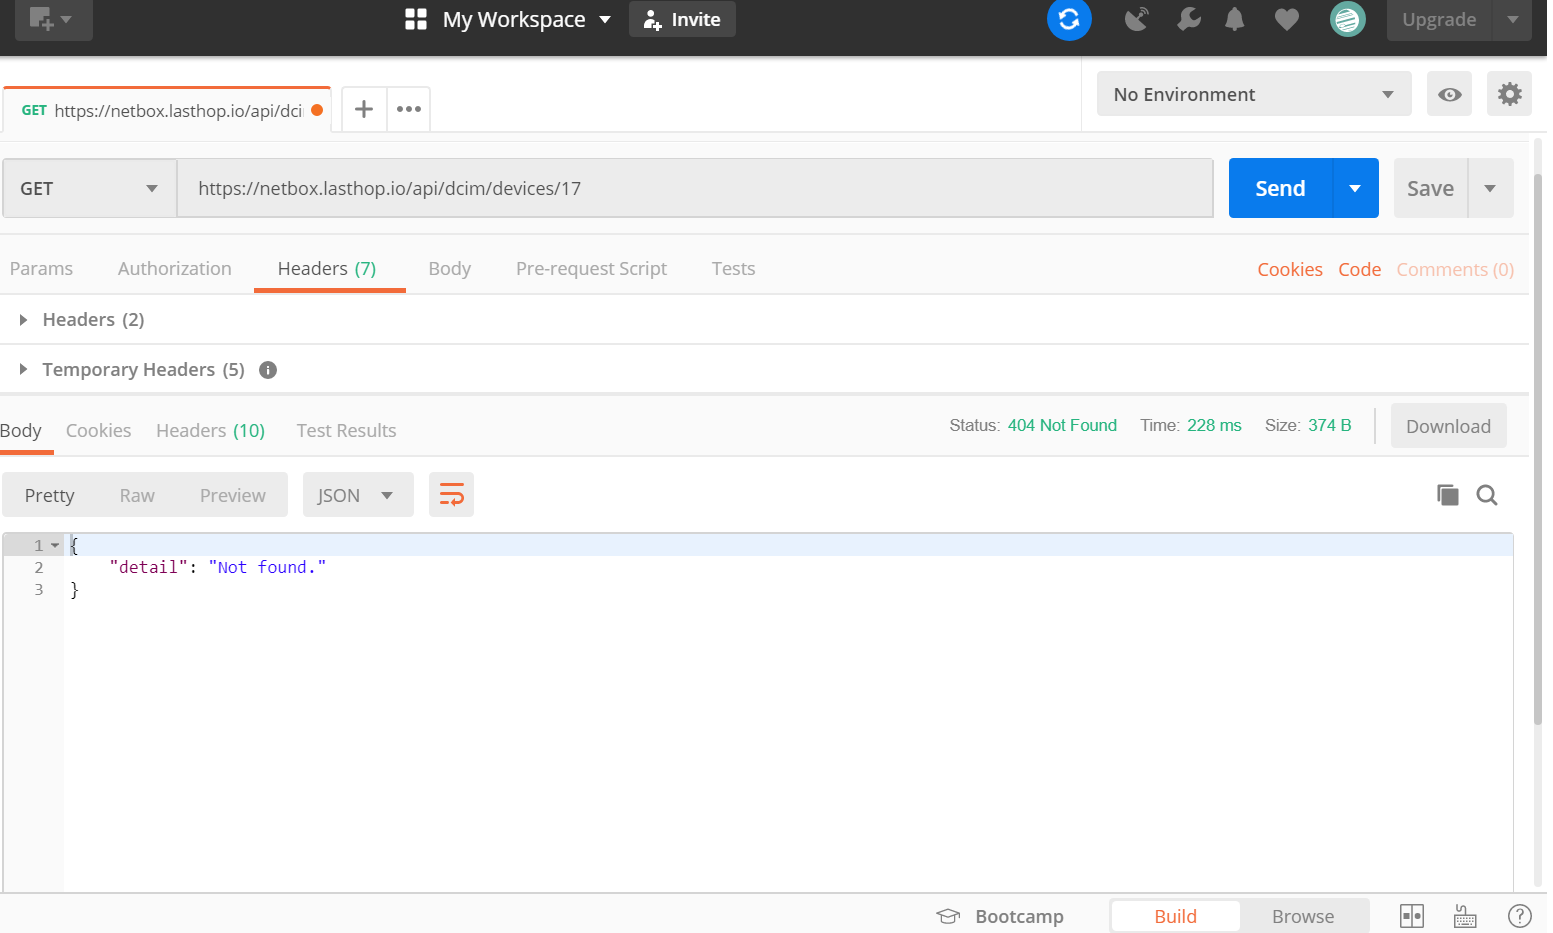 My Workspace Invite Upgrade
GET https://netbox.lasthop.io/api/dci No Environment
GET https://netbox.lasthop.io/api/dcim/devices/17 Send Save
Params Authorization Headers (7) Body Pre-request Script Tests Cookies Code Comments (0)
Headers (2)
Temporary Headers (5)
Body Cookies Headers (10) Test Results Status: 404 Not Found Time: 228 ms Size: 374 B Download
Pretty Raw Preview JSON
1 {
2 "detail": "Not found."
3 }
Bootcamp Build Browse